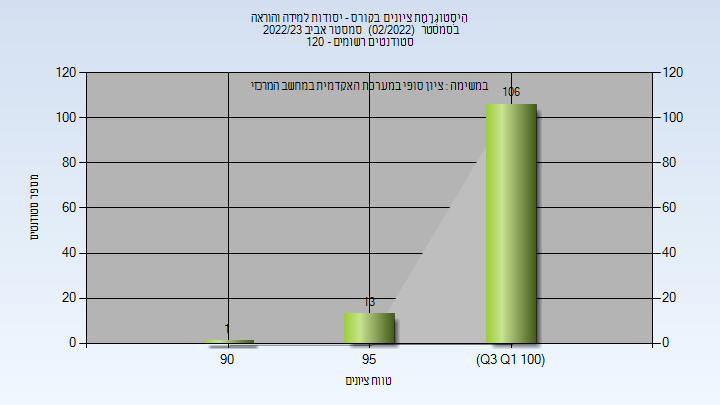 הִיסְטוֹגְרָמַת ציונים בקורס - יסודות למידה והוראה
בסמסטר (02/2022) סמסטר אביב 2022/23
סטודנטים רשומים - 120
במשימה : ציון סופי במערכת האקדמית במחשב המרכזי
120
100
80
60
40
20
0
120
100
80
60
40
20
0
מספר סטודנטים
1
13
106
90
95
(Q3 Q1 100)
טווח ציונים